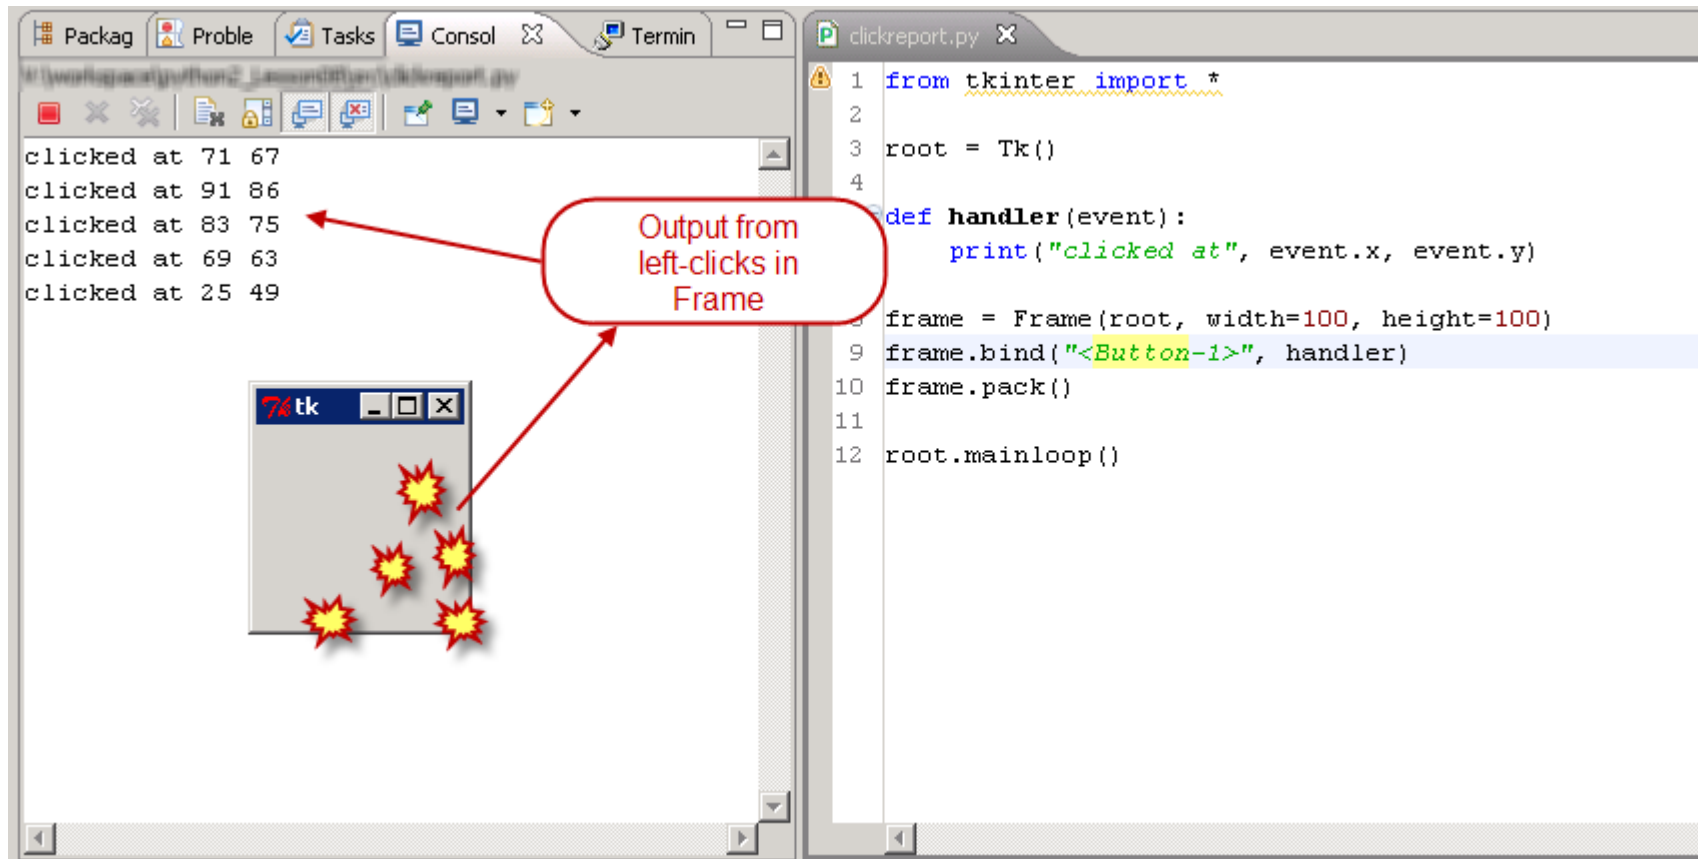 Packag Proble Tasks Consol Termin
clicked at 71 67
clicked at 91 86
clicked at 83 75
clicked at 69 63
clicked at 25 49
Output from
left-clicks in
Frame
tk
clickreport.py
1 from tkinter import *
2
3 root = Tk()
4
def handler(event):
print("clicked at", event.x, event.y)
frame = Frame(root, width=100, height=100)
9 frame.bind("<Button-1>", handler)
10 frame.pack()
11
12 root.mainloop()